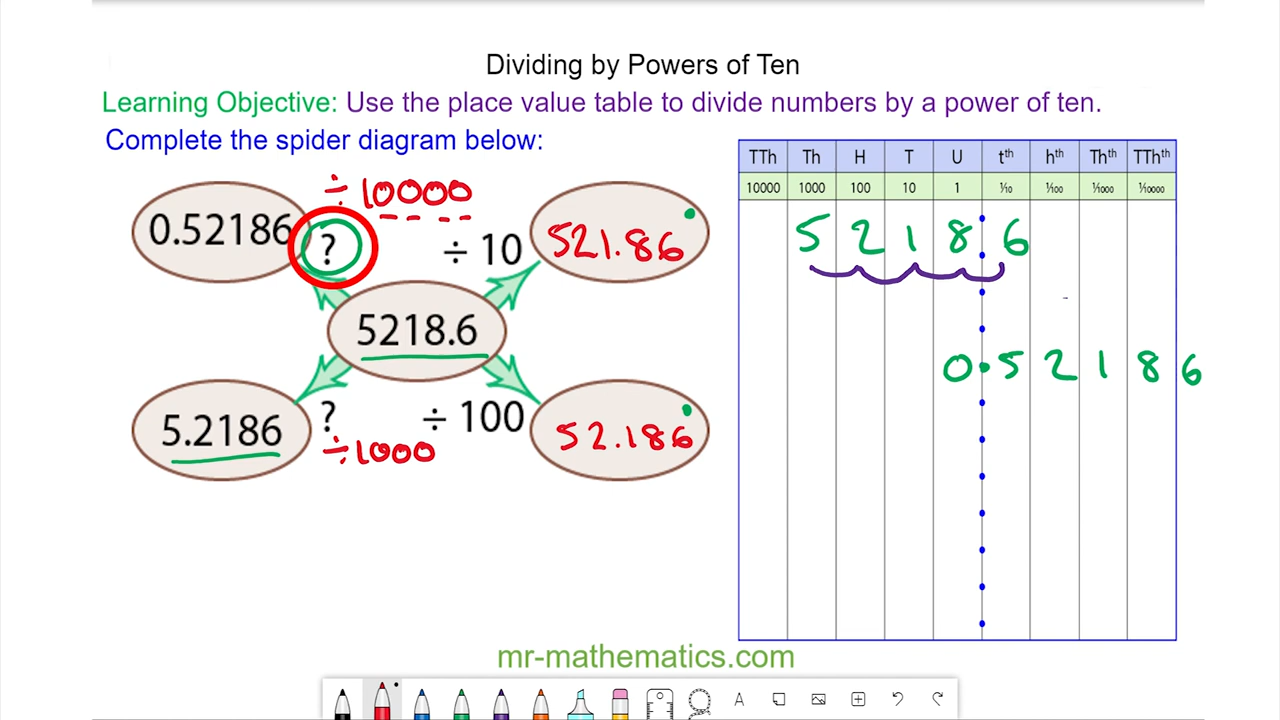 Dividing by Powers of Ten
Learning Objective: Use the place value table to divide numbers by a power of ten.
Complete the spider diagram below:
÷10000
0.52186
?
÷ 10
521.86
5218.6
5.2186
?
÷1000
÷ 100
52.186
TTh Th H T U tth hth Thth TThth
10000 1000 100 10 1 1/10 1/100 1/1000 1/10000
5 2 1 8 6
0.5 2 1 8 6
mr-mathematics.com
A